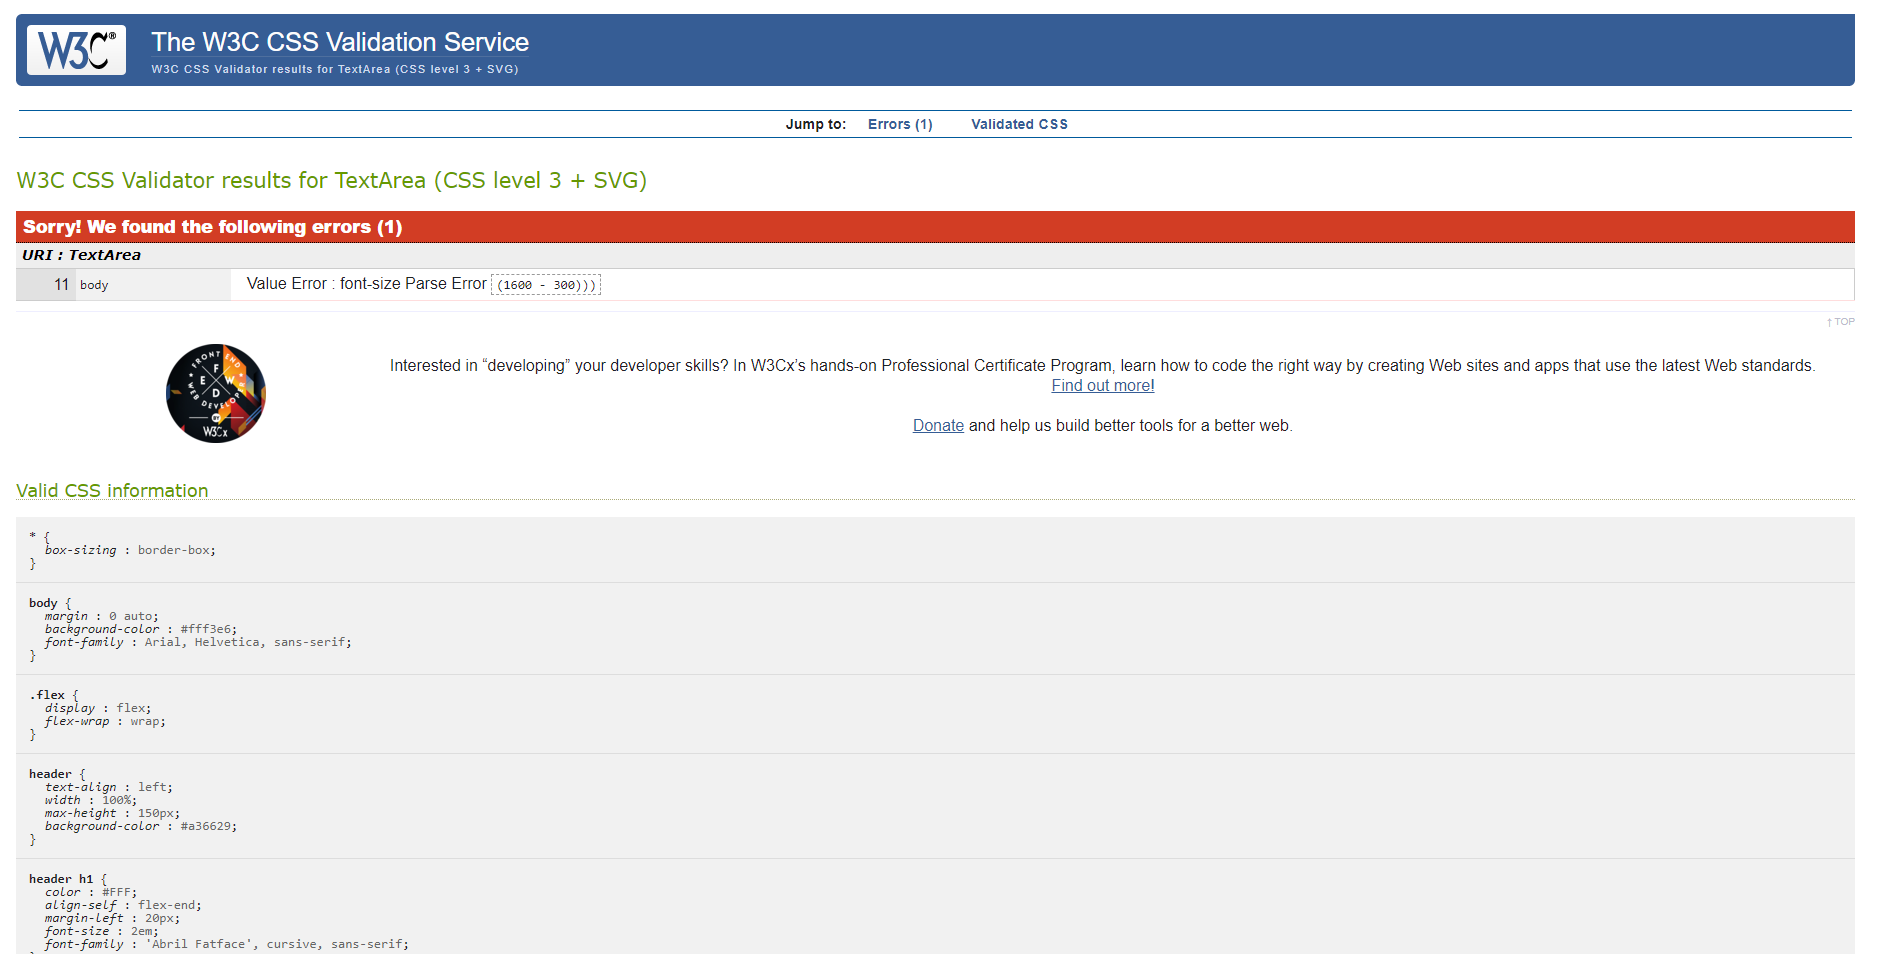 W3C®
The W3C CSS Validation Service
W3C CSS Validator results for TextArea (CSS level 3 + SVG)
Jump to: Errors (1) Validated CSS
W3C CSS Validator results for TextArea (CSS level 3 + SVG)
Sorry! We found the following errors (1)
URI : TextArea
11 body Value Error : font-size Parse Error (1600 - 300)))
↑ TOP
FRONT END
F
E W
D
WEB DEVELOPER
BY
W3Cx
Interested in “developing” your developer skills? In W3Cx’s hands-on Professional Certificate Program, learn how to code the right way by creating Web sites and apps that use the latest Web standards.
Find out more!
Donate and help us build better tools for a better web.
Valid CSS information
* {
box-sizing : border-box;
}
body {
margin : 0 auto;
background-color : #fff3e6;
font-family : Arial, Helvetica, sans-serif;
}
.flex {
display : flex;
flex-wrap : wrap;
}
header {
text-align : left;
width : 100%;
max-height : 150px;
background-color : #a36629;
}
header h1 {
color : #FFF;
align-self : flex-end;
margin-left : 20px;
font-size : 2em;
font-family : 'Abril Fatface', cursive, sans-serif;